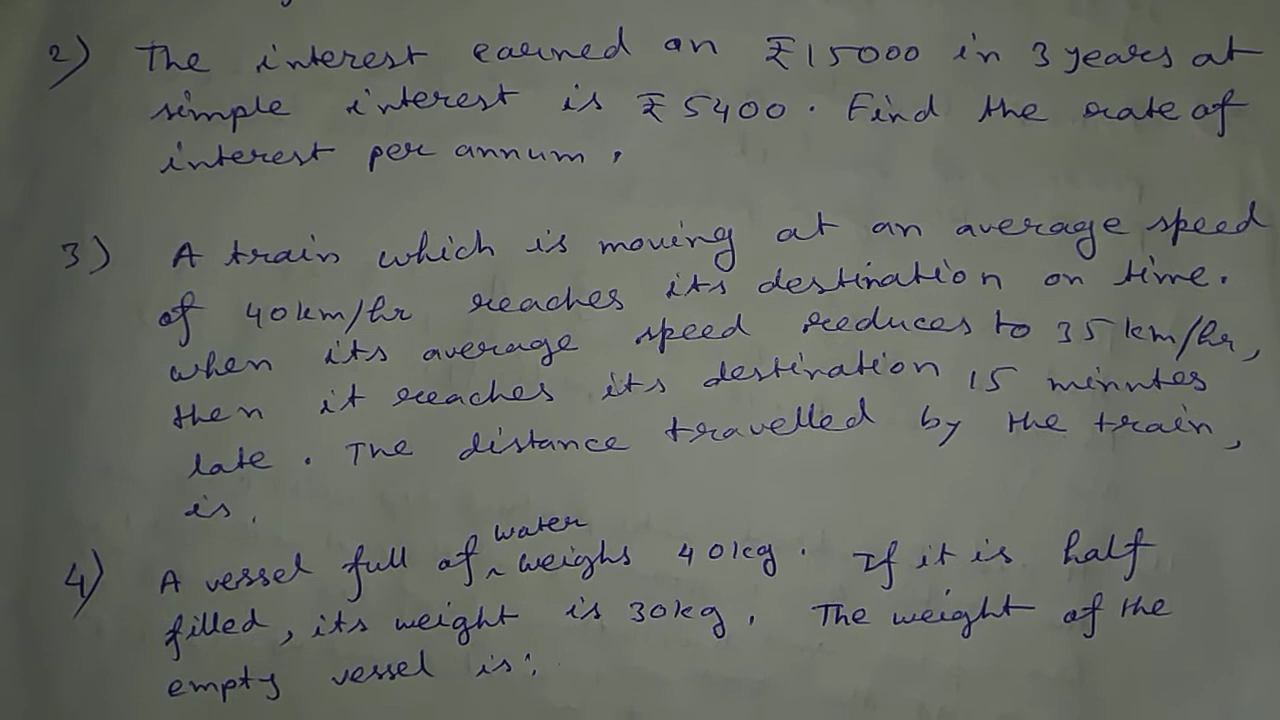 2) The interest earned an ₹15000 in 3 years at
simple interest is ₹5400. Find the rate of
interest per annum.
3) A train which is moving at an average speed
of 40km/hr reaches its destination on time.
when its average speed reduces to 35 km/hr,
then it reaches its destination 15 minutes
late. The distance travelled by the train,
is.
4) A vessel full of water weighs 40kg. If it is half
filled, its weight is 30kg. The weight of the
empty vessel is: